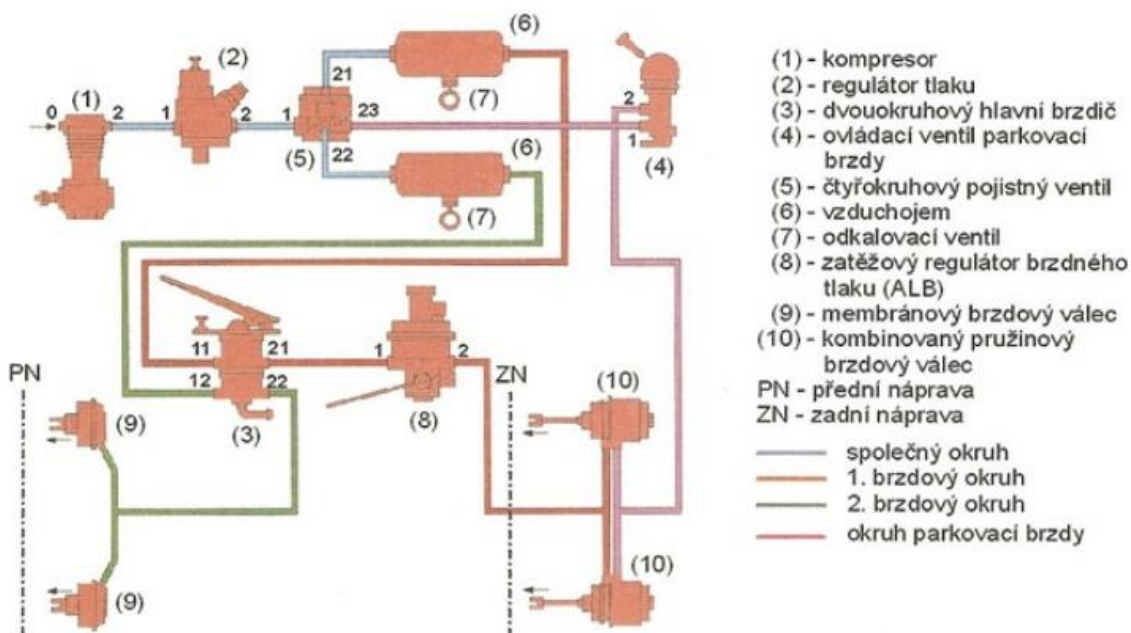 (6)
(2)
(1)
21
(7)
0
2
1
2
1
23
2
(5)
22
(6)
1
(4)
(7)
11
21
1
2
PN
12
22
ZN
(10)
(9)
(3)
(8)
(10)
(9)
(1) - kompresor
(2) - regulátor tlaku
(3) - dvouokruhový hlavní brzdič
(4) - ovládací ventil parkovací
brzdy
(5) - čtyřokruhový pojistný ventil
(6) - vzduchojem
(7) - odkalovací ventil
(8) - zatěžový regulátor brzdného
tlaku (ALB)
(9) - membránový brzdový válec
(10) - kombinovaný pružinový
brzdový válec
PN - přední náprava
ZN - zadní náprava
společný okruh
1. brzdový okruh
2. brzdový okruh
okruh parkovací brzdy